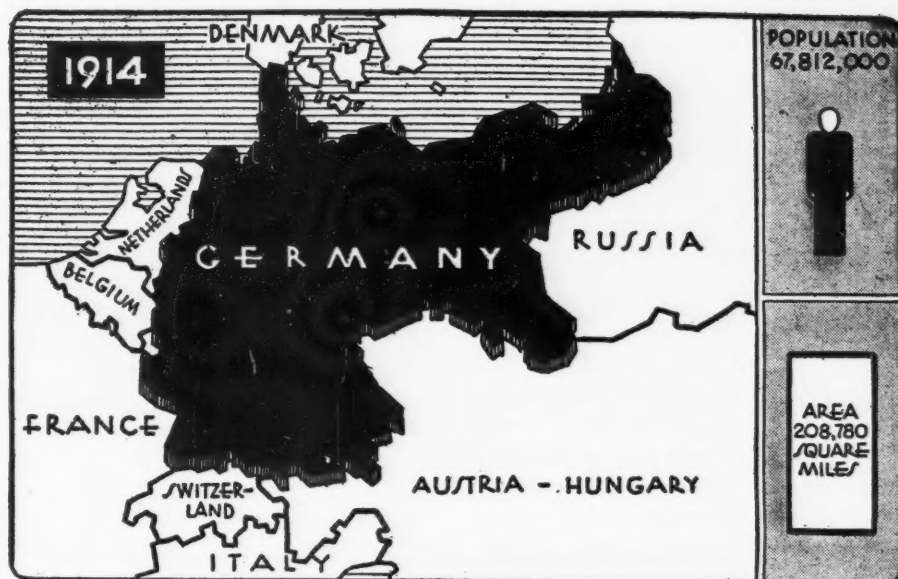 1914
DENMARK
NETHERLANDS
BELGIUM
GERMANY
RUSSIA
FRANCE
SWITZER-
LAND
AUSTRIA - HUNGARY
ITALY
POPULATION
67,812,000
AREA
208,780
SQUARE
MILES